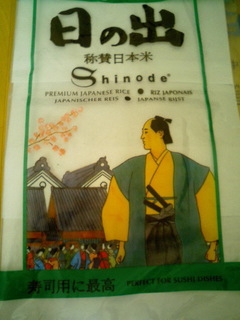 日の出
称賛日本米
Shinode®
PREMIUM JAPANESE RICE • RIZ JAPONAIS
JAPANISCHER REIS • JAPANSE RIJST
寿司用に最高 PERFECT FOR SUSHI DISHES